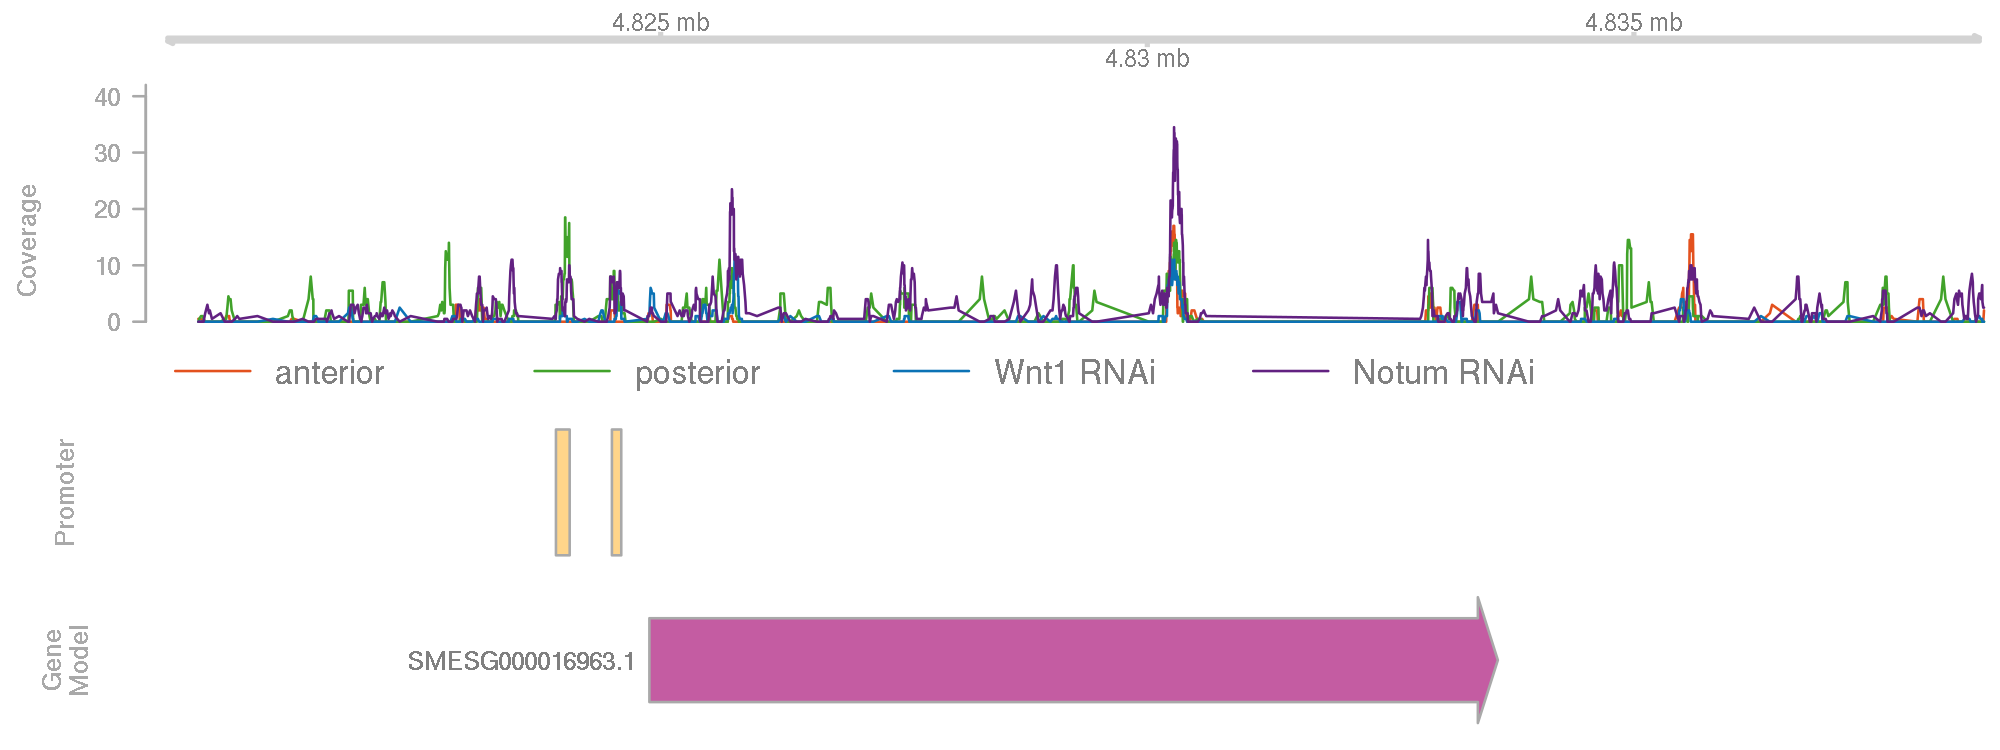 4.825 mb
4.835 mb
4.83 mb
Coverage
40
30
20
10
0
anterior
posterior
Wnt1 RNAi
Notum RNAi
Promoter
Gene
Model
SMESG000016963.1